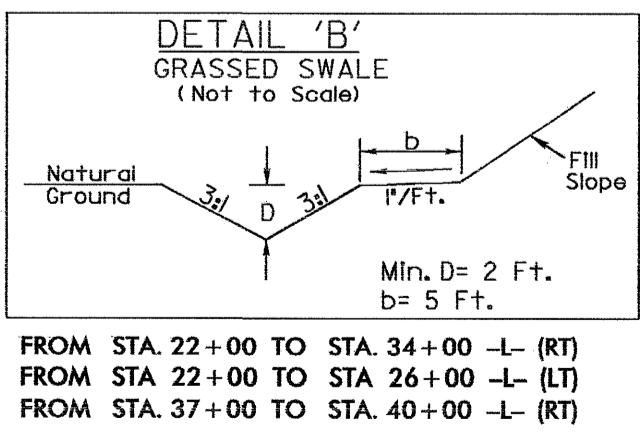 DETAIL 'B'
GRASSED SWALE
(Not to Scale)
b
Natural
Ground
3:1
D
3:1
1"/Ft.
Fill
Slope
Min. D= 2 Ft.
b= 5 Ft.
FROM STA. 22+00 TO STA. 34+00 -L- (RT)
FROM STA 22+00 TO STA 26+00 -L- (LT)
FROM STA. 37+00 TO STA. 40+00 -L- (RT)